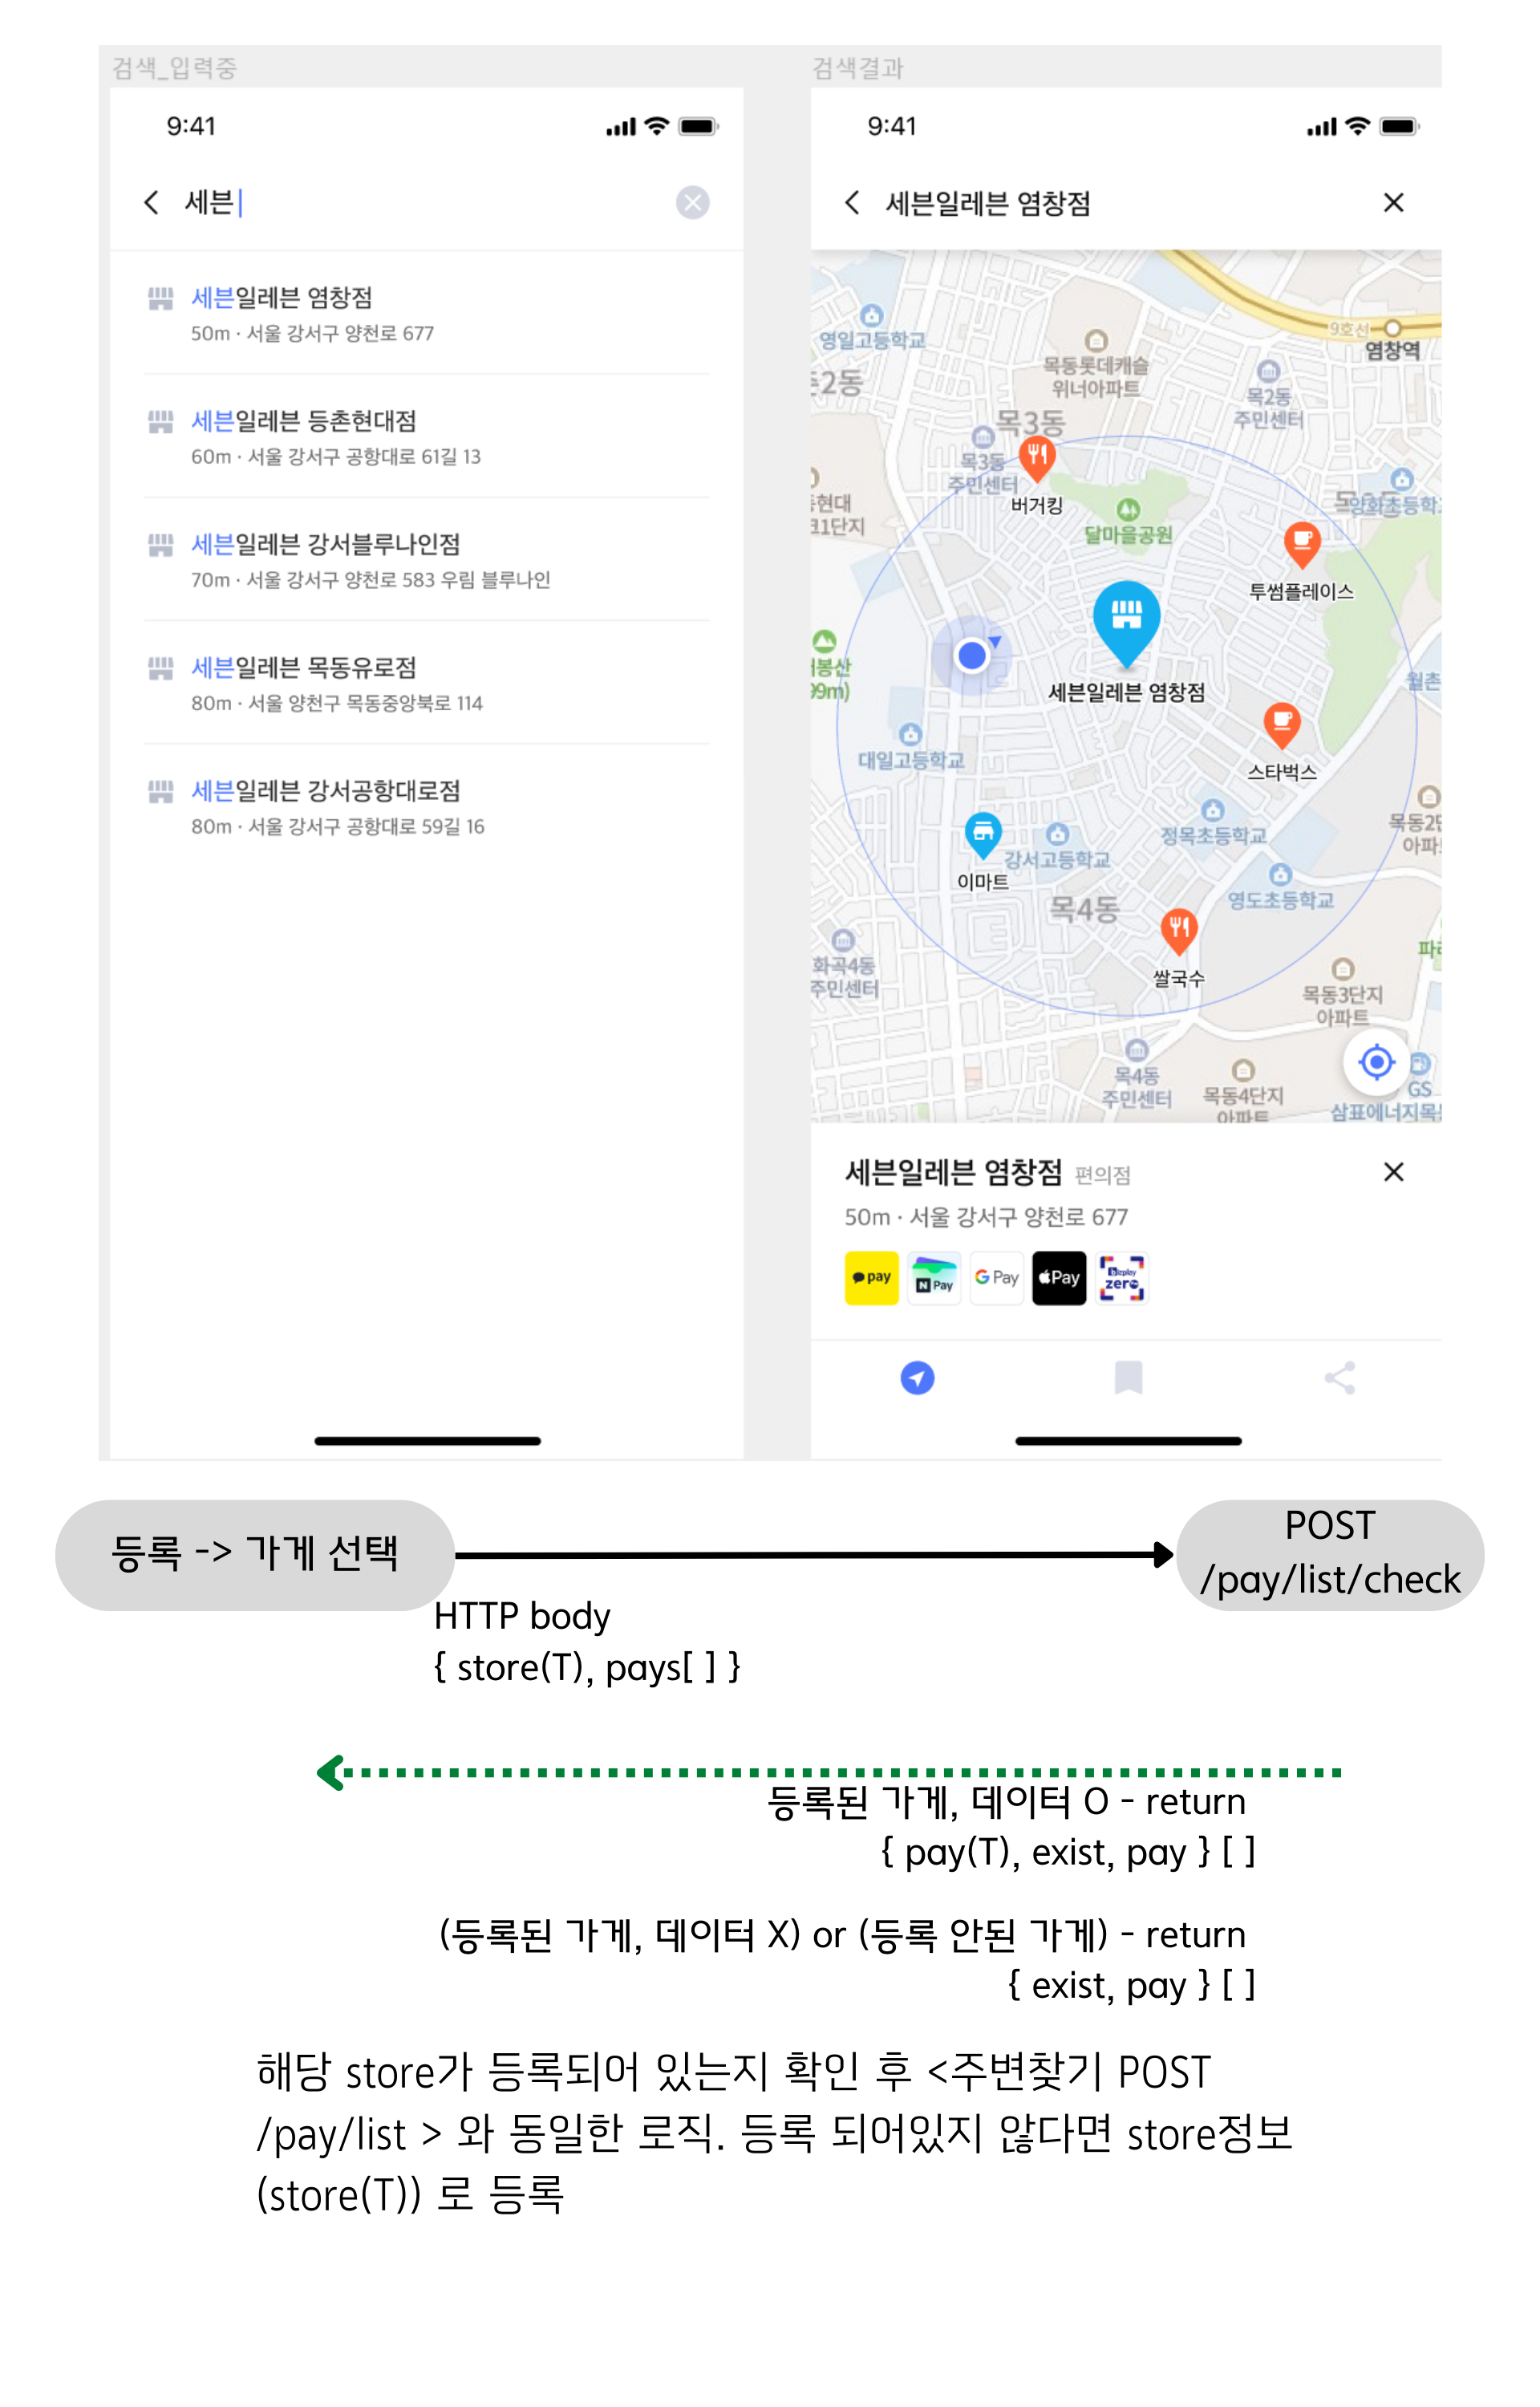 검색_입력중
9:41
세븐
세븐일레븐 염창점
50m · 서울 강서구 양천로 677
세븐일레븐 등촌현대점
60m · 서울 강서구 공항대로 61길 13
세븐일레븐 강서블루나인점
70m · 서울 강서구 양천로 583 우림 블루나인
세븐일레븐 목동유로점
80m · 서울 양천구 목동중앙북로 114
세븐일레븐 강서공항대로점
80m · 서울 강서구 공항대로 59길 16
검색결과
9:41
세븐일레븐 염창점
9호선
염창역
영일고등학교
목동롯데캐슬
위너아파트
2동
목2동
주민센터
목3동
목3동
주민센터
버거킹
현대
1단지
달마을공원
투썸플레이스
봉산
99m)
세븐일레븐 염창점
월촌
대일고등학교
스타벅스
정목초등학교
목동2단
아파
강서고등학교
이마트
영도초등학교
목4동
화곡4동
주민센터
쌀국수
파리
목동3단지
아파트
목4동
주민센터
목동4단지
아파트
GS
삼표에너지목
세븐일레븐 염창점 편의점
50m · 서울 강서구 양천로 677
pay
N Pay
G Pay
Pay
Bizplay
zero
등록 -> 가게 선택
POST
/pay/list/check
HTTP body
{ store(T), pays[ ] }
등록된 가게, 데이터 O - return
{ pay(T), exist, pay } [ ]
(등록된 가게, 데이터 X) or (등록 안된 가게) - return
{ exist, pay } [ ]
해당 store가 등록되어 있는지 확인 후 <주변찾기 POST
/pay/list > 와 동일한 로직. 등록 되어있지 않다면 store정보
(store(T)) 로 등록